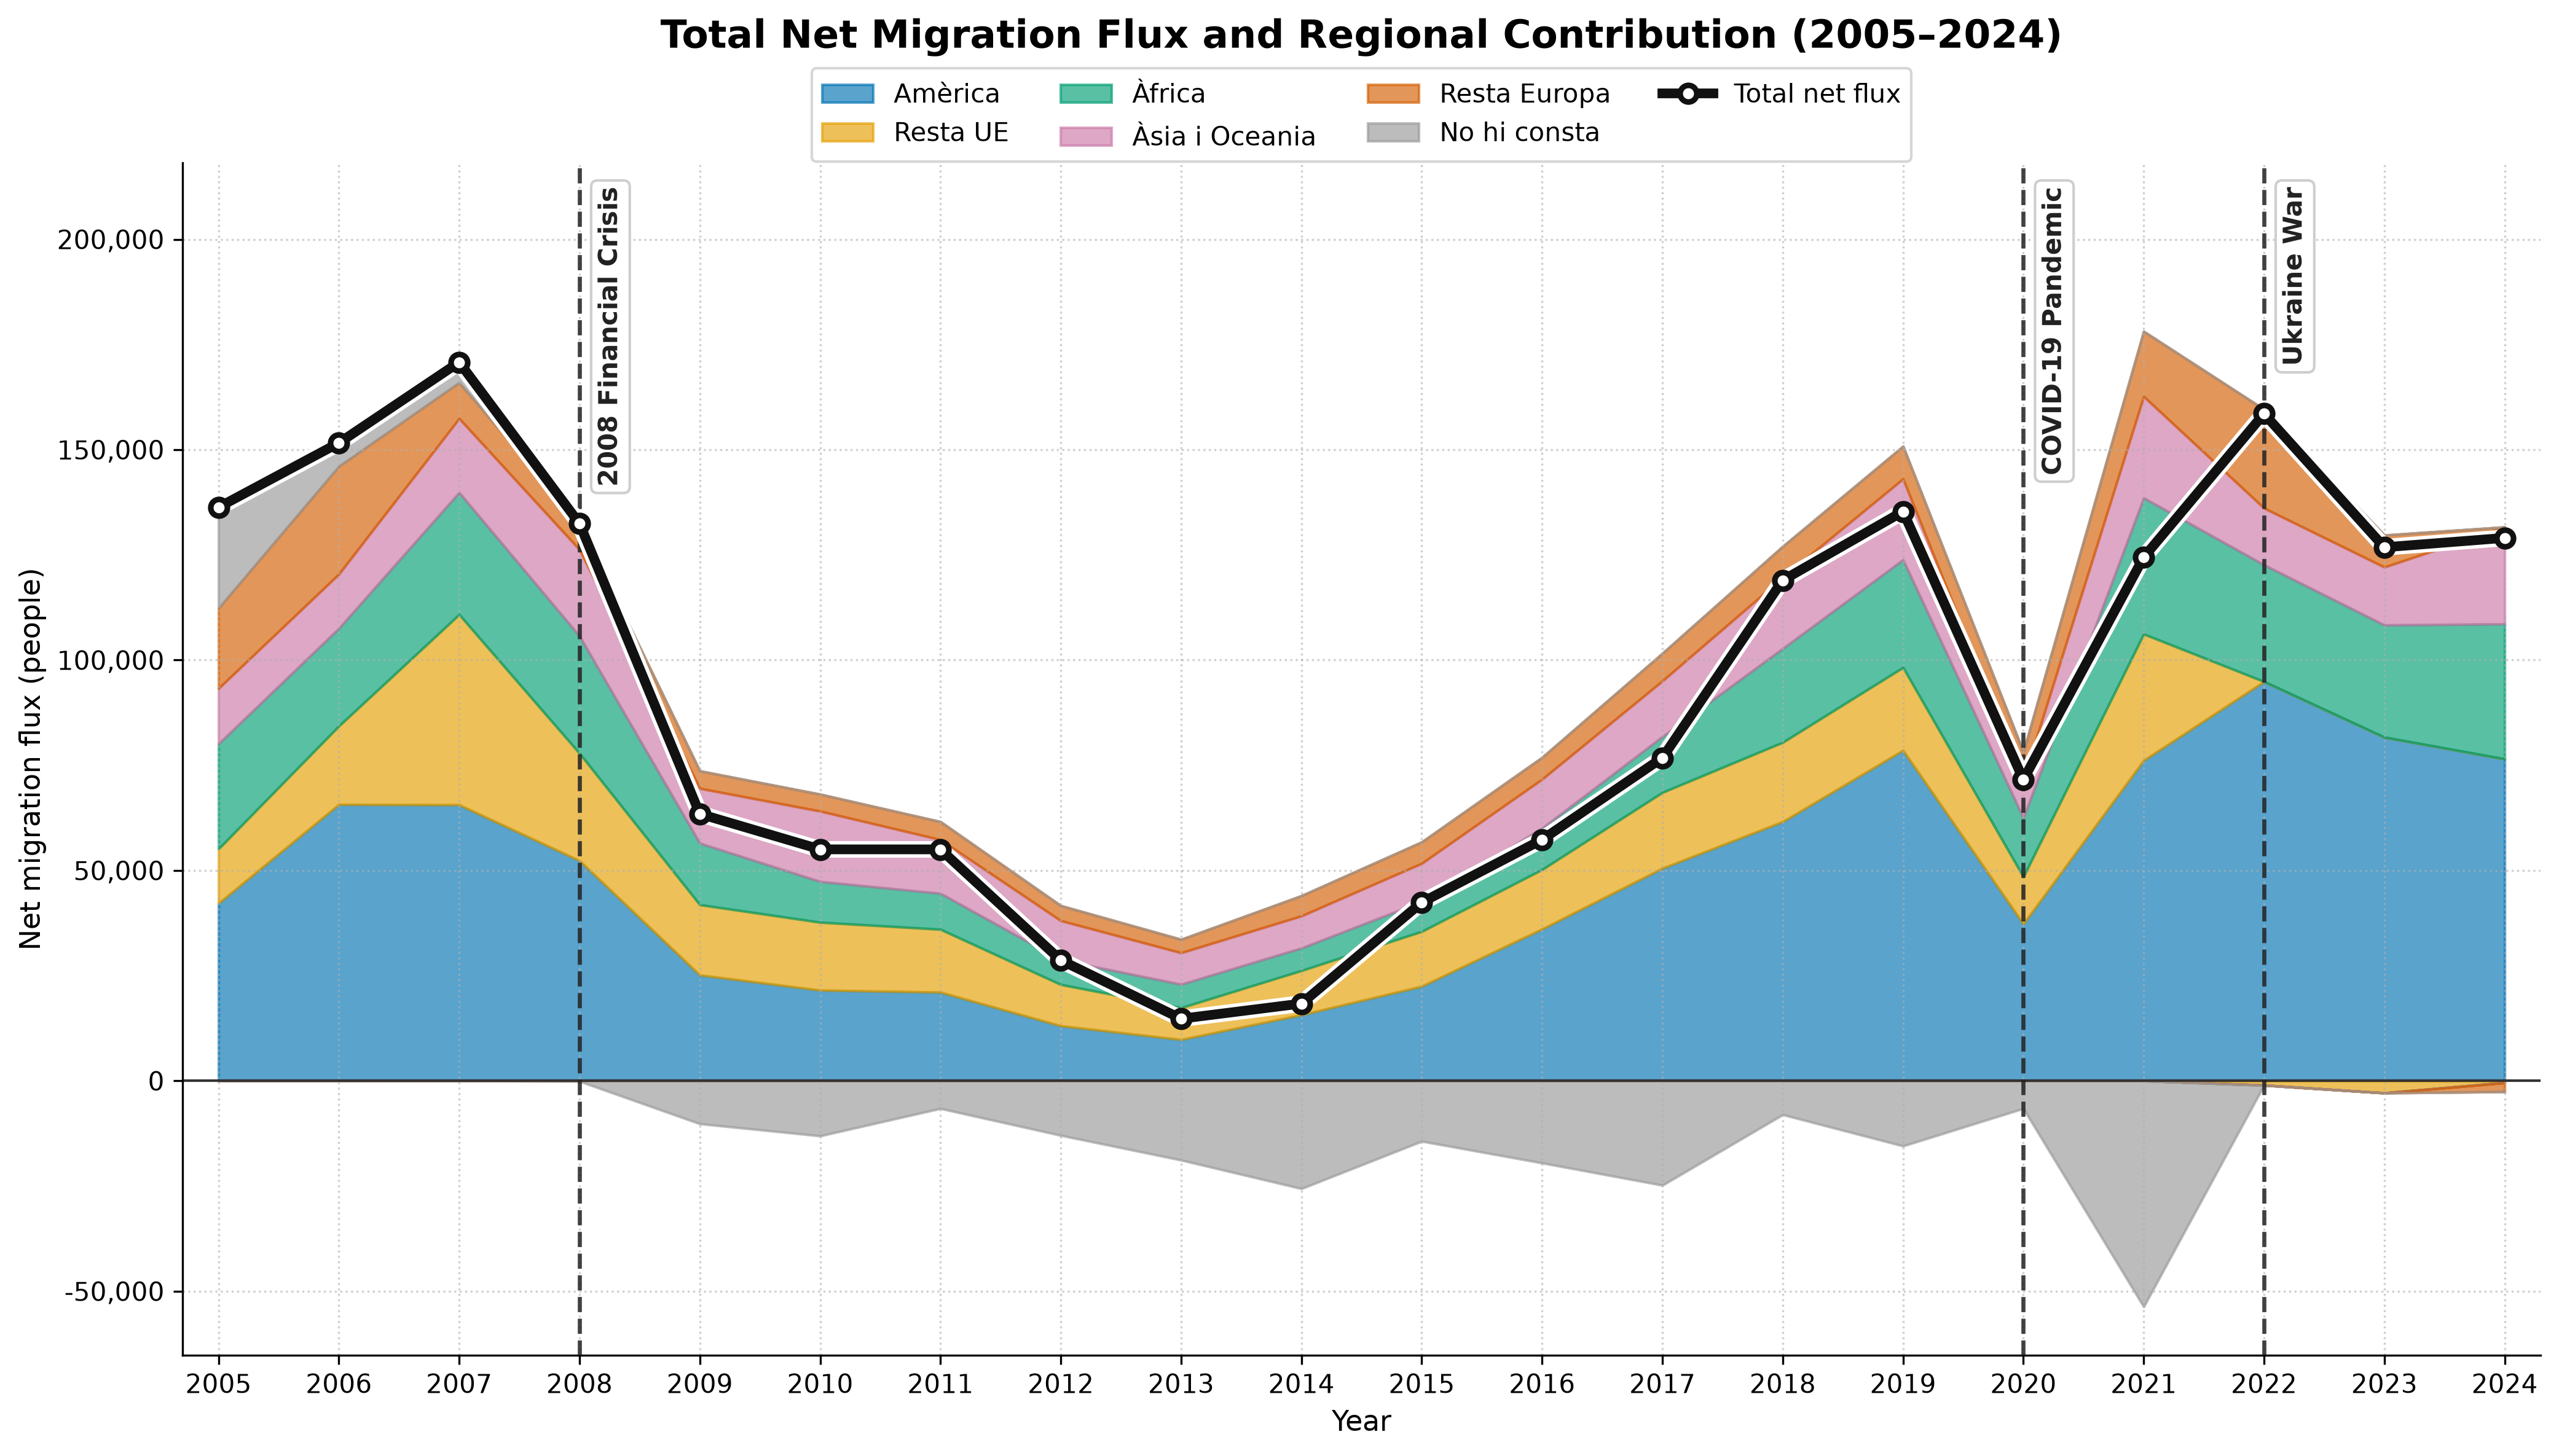 Total Net Migration Flux and Regional Contribution (2005–2024)
Amèrica
Resta UE
Àfrica
Àsia i Oceania
Resta Europa
No hi consta
Total net flux
2008 Financial Crisis
COVID-19 Pandemic
Ukraine War
Net migration flux (people)
200,000
150,000
100,000
50,000
0
-50,000
2005 2006 2007 2008 2009 2010 2011 2012 2013 2014 2015 2016 2017 2018 2019 2020 2021 2022 2023 2024
Year